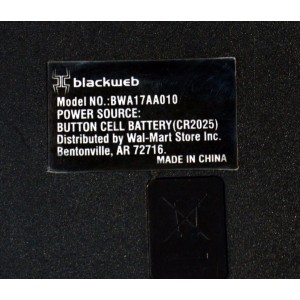 blackweb
Model NO.:BWA17AA010
POWER SOURCE:
BUTTON CELL BATTERY(CR2025)
Distributed by Wal-Mart Store Inc.
Bentonville, AR 72716.
MADE IN CHINA